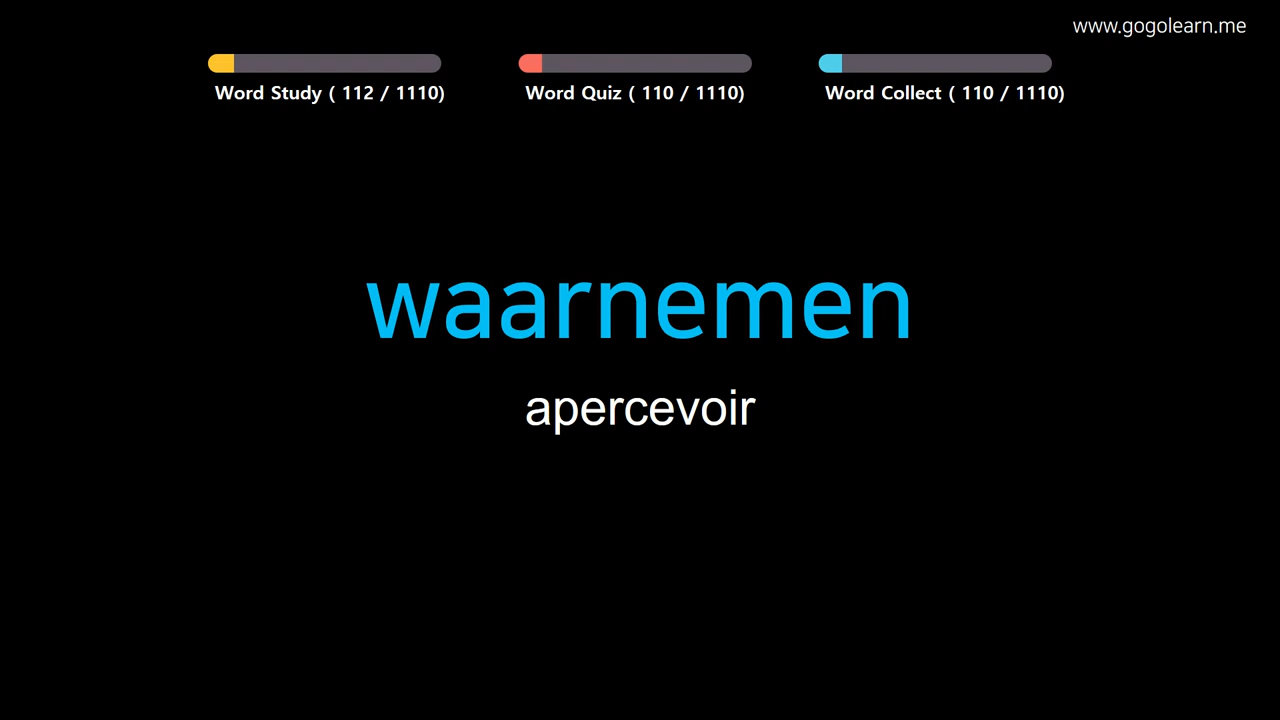 www.gogolearn.me
Word Study ( 112 / 1110)
Word Quiz ( 110 / 1110)
Word Collect ( 110 / 1110)
waarnemen
apercevoir